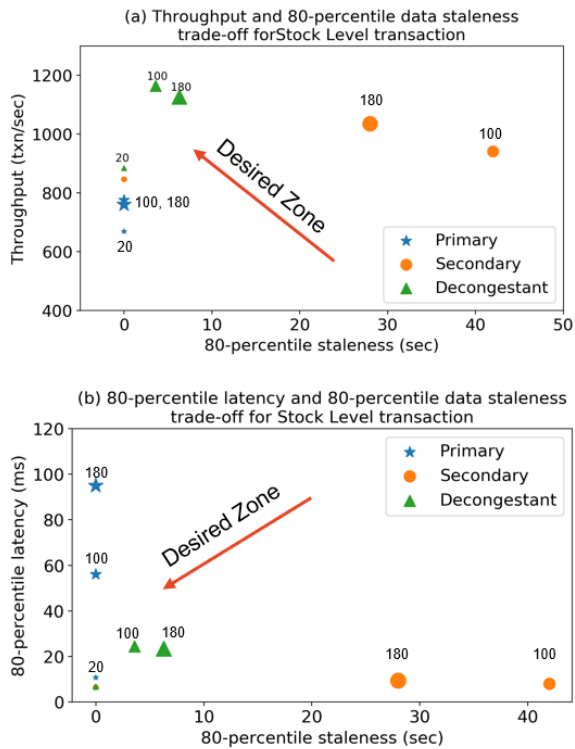 (a) Throughput and 80-percentile data staleness
trade-off forStock Level transaction
Throughput (txn/sec)
1200
1000
800
600
400
100
180
180
100
20
100, 180
20
Desired Zone
Primary
Secondary
Decongestant
0
10
20
30
40
50
80-percentile staleness (sec)
(b) 80-percentile latency and 80-percentile data staleness
trade-off for Stock Level transaction
80-percentile latency (ms)
120
100
80
60
40
20
0
180
100
100
180
20
180
100
Desired Zone
Primary
Secondary
Decongestant
0
10
20
30
40
80-percentile staleness (sec)